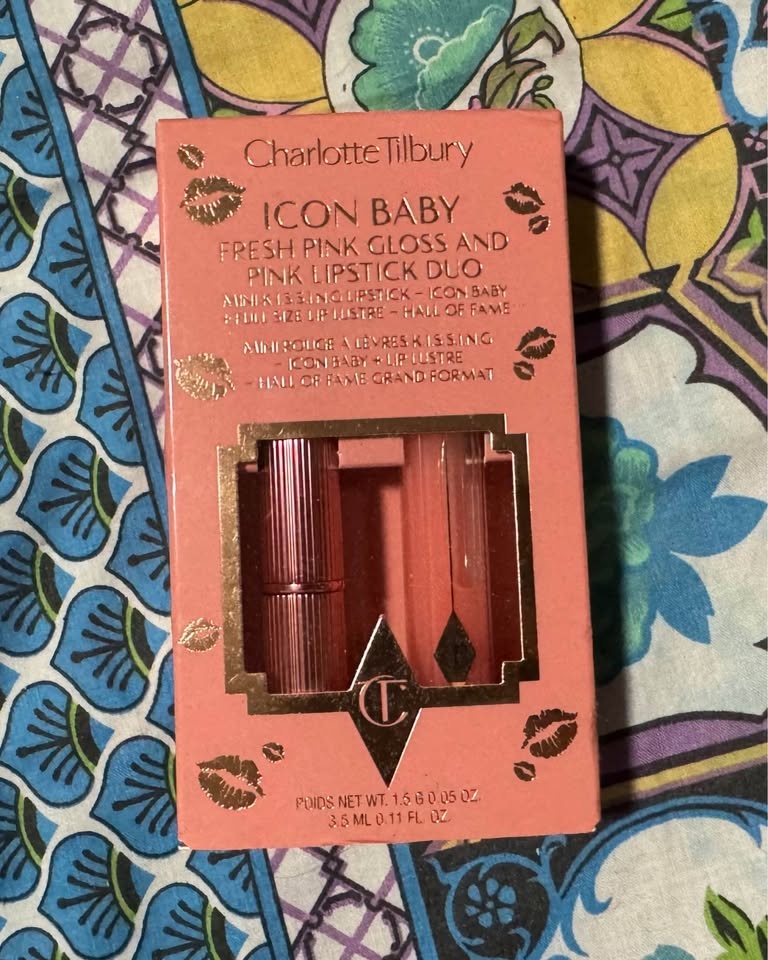 Charlotte Tilbury
ICON BABY
FRESH PINK GLOSS AND
PINK LIPSTICK DUO
MINI K.I.S.S.I.N.G LIPSTICK – ICON BABY
+ FULL SIZE LIP LUSTRE – HALL OF FAME
MINI ROUGE À LÈVRES K.I.S.S.I.N.G
– ICON BABY + LIP LUSTRE
– HALL OF FAME GRAND FORMAT
CT
POIDS NET WT. 1.5 G 0.05 OZ.
3.5 ML 0.11 FL. OZ.